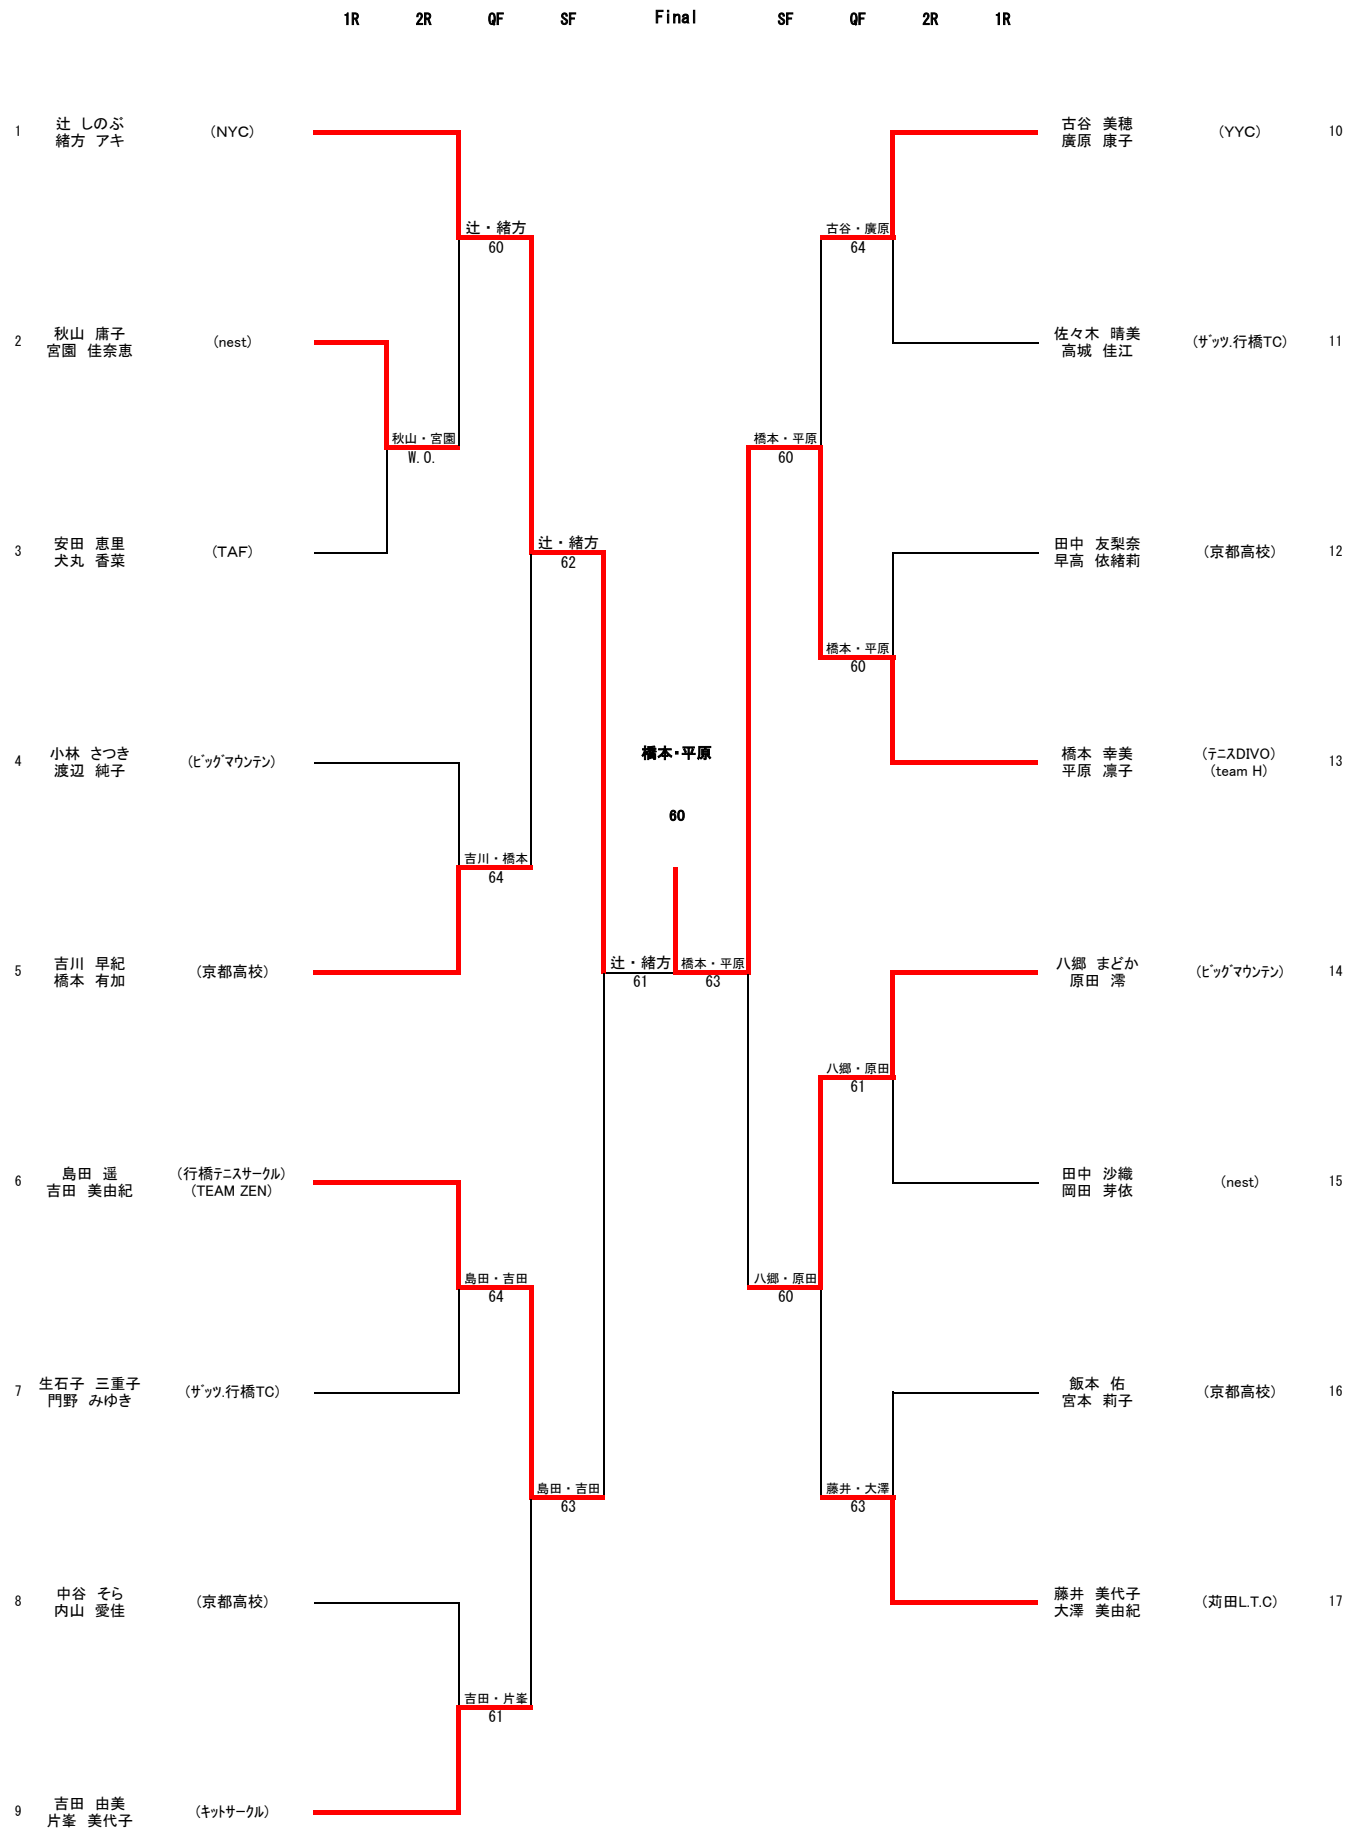 1R 2R QF SF Final SF QF 2R 1R
1 辻 しのぶ 緒方 アキ (NYC)
古谷 美穂 廣原 康子 (YYC) 10
辻・緒方
60
古谷・廣原
64
2 秋山 庸子 宮園 佳奈恵 (nest)
佐々木 晴美 高城 佳江 (ザッツ.行橋TC) 11
秋山・宮園
W.O.
橋本・平原
60
3 安田 恵里 犬丸 香菜 (TAF)
辻・緒方
62
田中 友梨奈 早高 依緒莉 (京都高校) 12
橋本・平原
60
4 小林 さつき 渡辺 純子 (ビッグマウンテン)
橋本・平原
60
橋本 幸美 平原 凛子 (テニスDIVO) (team H) 13
吉川・橋本
64
5 吉川 早紀 橋本 有加 (京都高校)
辻・緒方
61
橋本・平原
63
八郷 まどか 原田 澪 (ビッグマウンテン) 14
八郷・原田
61
6 島田 遥 吉田 美由紀 (行橋テニスサークル) (TEAM ZEN)
田中 沙織 岡田 芽依 (nest) 15
島田・吉田
64
八郷・原田
60
7 生石子 三重子 門野 みゆき (ザッツ.行橋TC)
飯本 佑 宮本 莉子 (京都高校) 16
島田・吉田
63
藤井・大澤
63
8 中谷 そら 内山 愛佳 (京都高校)
藤井 美代子 大澤 美由紀 (苅田L.T.C) 17
吉田・片峯
61
9 吉田 由美 片峯 美代子 (キットサークル)